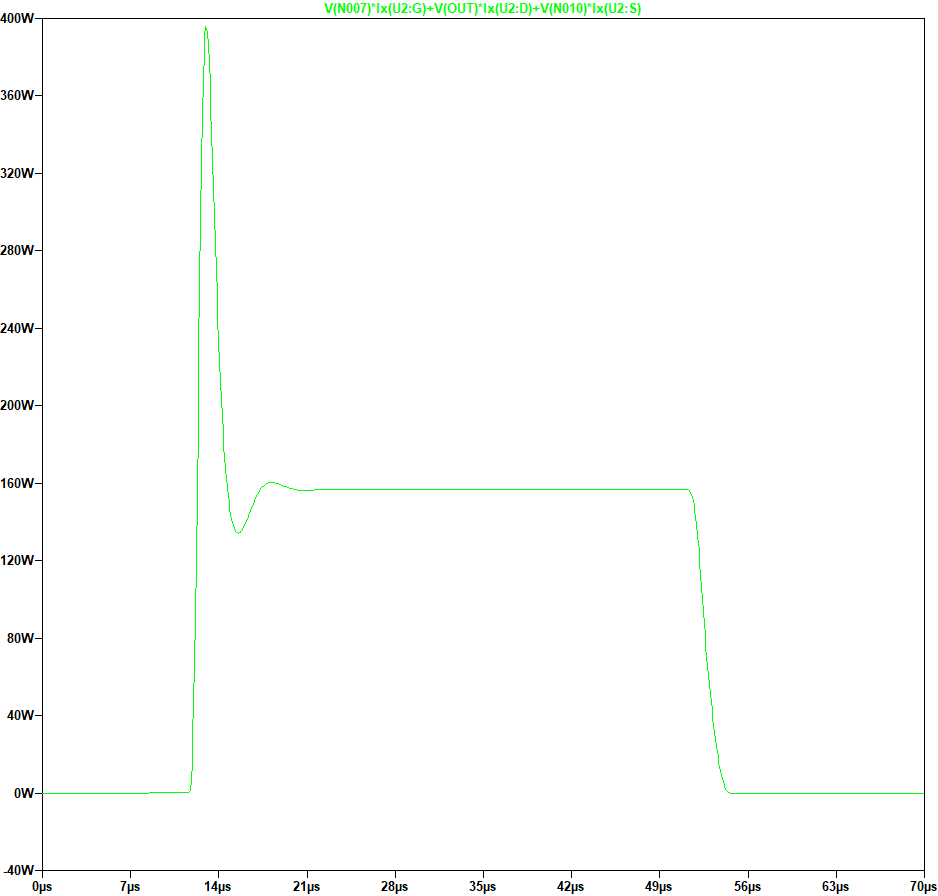 V(N007)*Ix(U2:G)+V(OUT)*Ix(U2:D)+V(N010)*Ix(U2:S)
400W
360W
320W
280W
240W
200W
160W
120W
80W
40W
0W
-40W
0µs 7µs 14µs 21µs 28µs 35µs 42µs 49µs 56µs 63µs 70µs